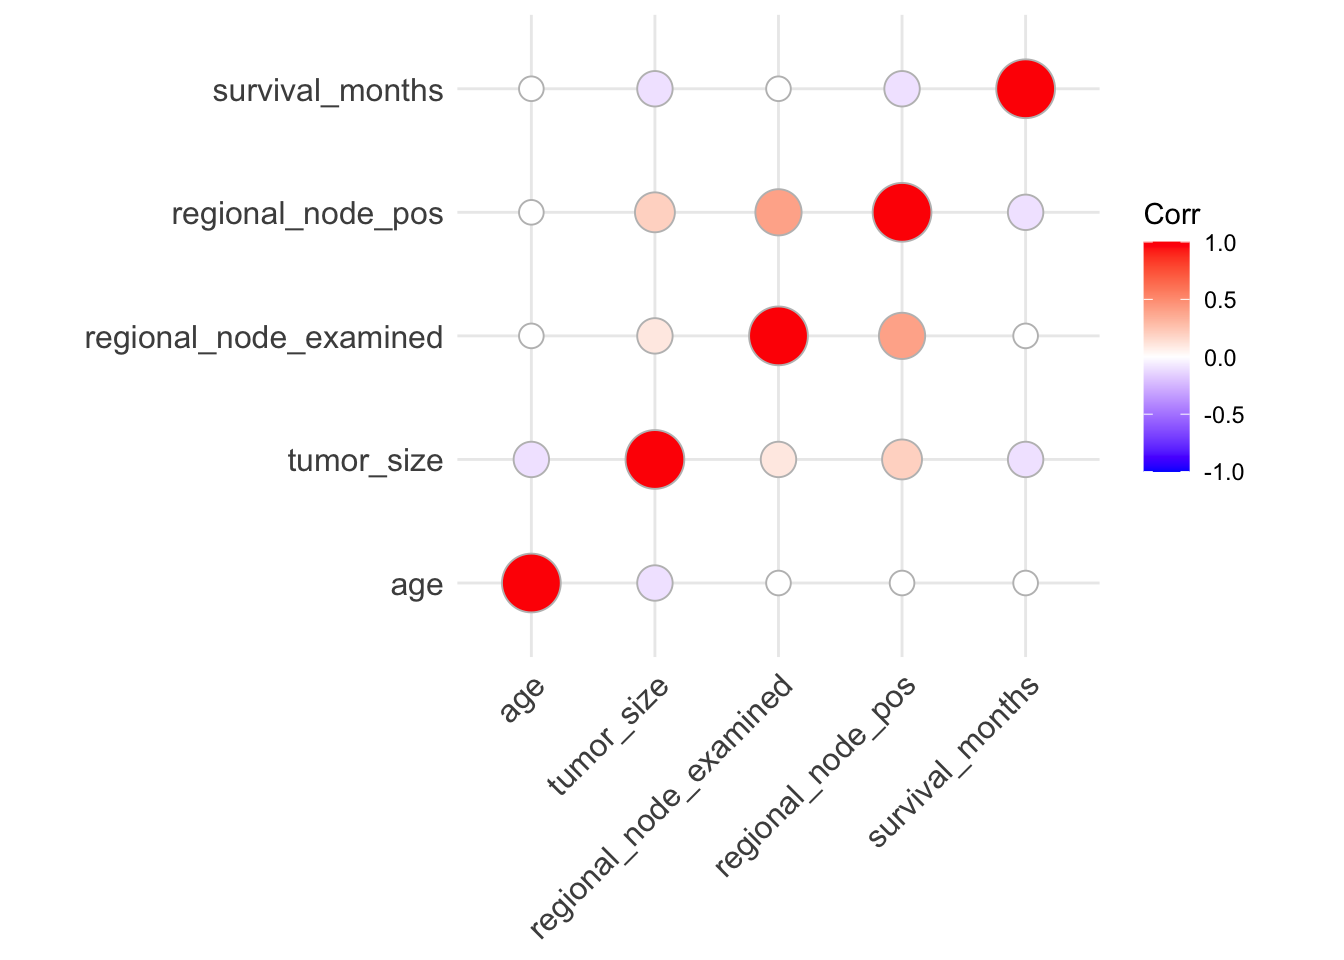 survival_months
regional_node_pos
regional_node_examined
tumor_size
age
age
tumor_size
regional_node_examined
regional_node_pos
survival_months
Corr
1.0
0.5
0.0
-0.5
-1.0